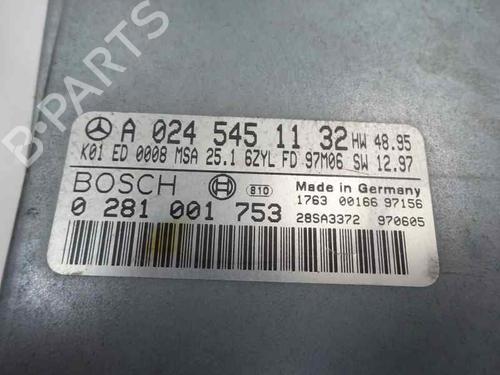 A 024 545 11 32 HW 48.95
K01 ED 0008 MSA 25.1 6ZYL FD 97M06 SW 12.97
BOSCH 810 Made in Germany
1763 00166 97156
0 281 001 753 28SA3372 970605
B-PARTS